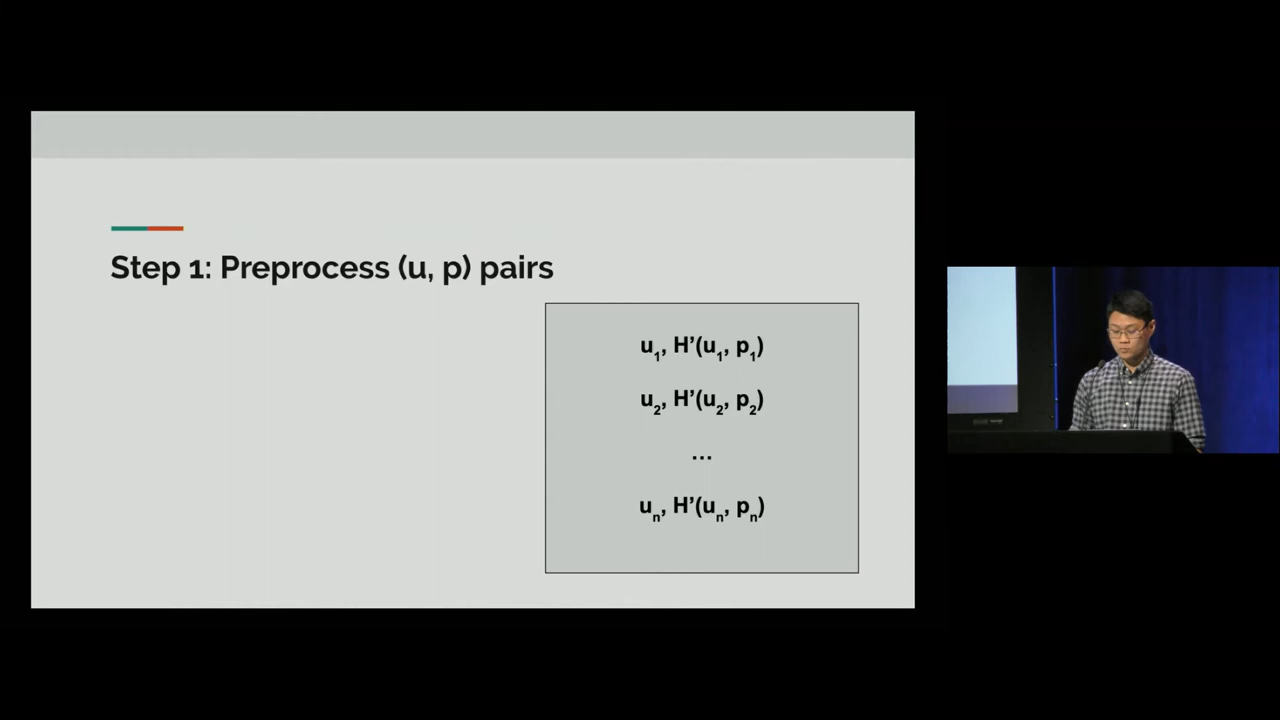 Step 1: Preprocess (u, p) pairs
u₁, H’(u₁, p₁)
u₂, H’(u₂, p₂)
...
uₙ, H’(uₙ, pₙ)